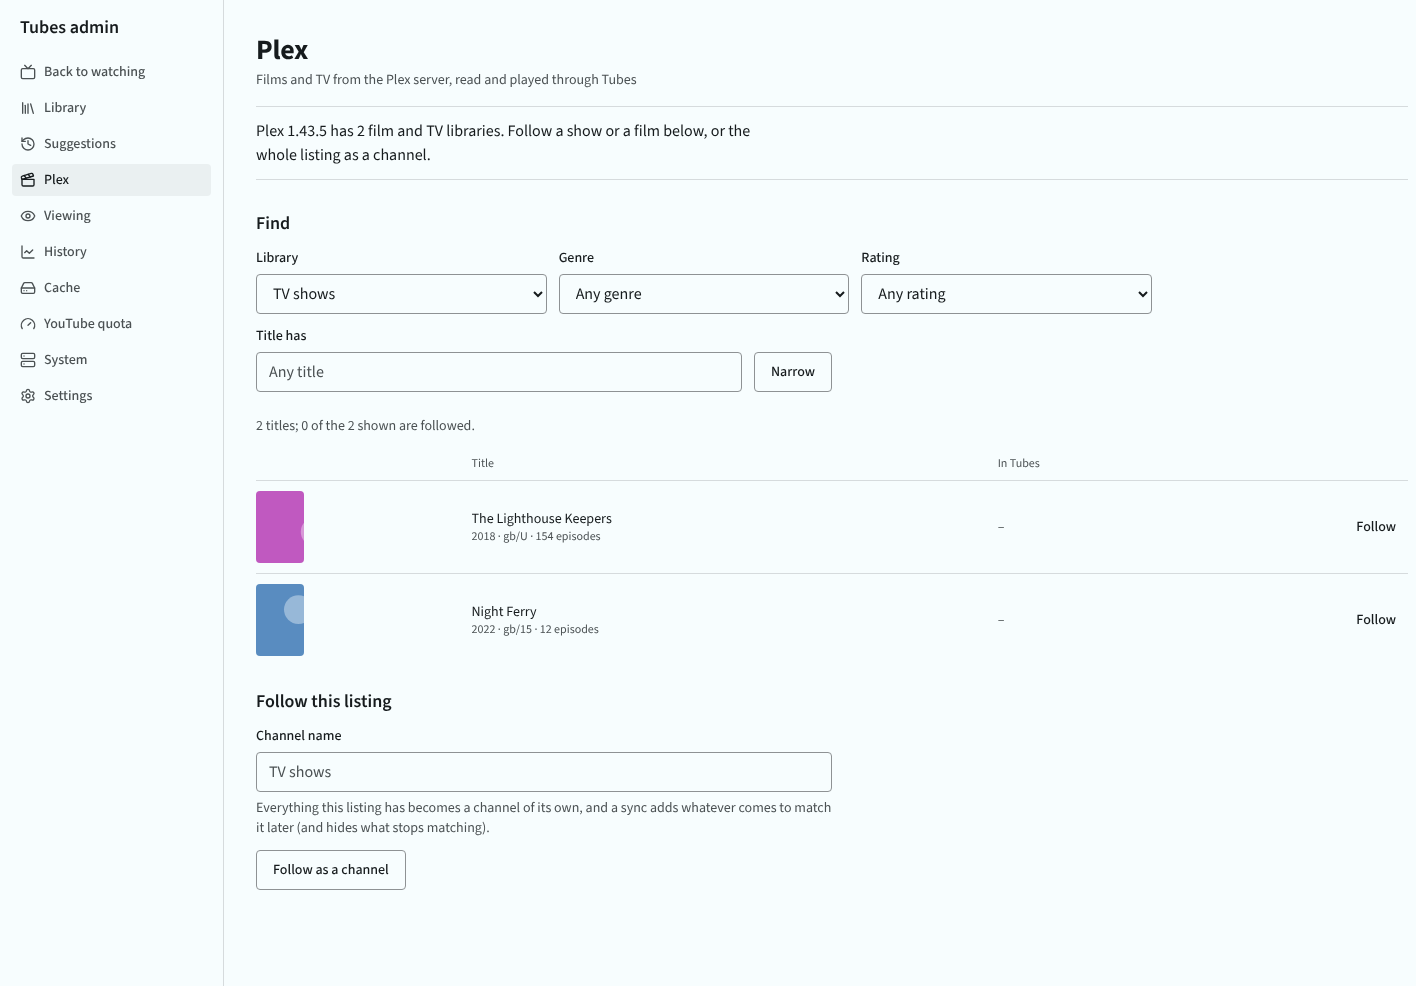 Tubes admin
Back to watching
Library
Suggestions
Plex
Viewing
History
Cache
YouTube quota
System
Settings
Plex
Films and TV from the Plex server, read and played through Tubes
Plex 1.43.5 has 2 film and TV libraries. Follow a show or a film below, or the
whole listing as a channel.
Find
Library
Genre
Rating
TV shows
Any genre
Any rating
Title has
Any title
Narrow
2 titles; 0 of the 2 shown are followed.
Title
In Tubes
The Lighthouse Keepers
2018 · gb/U · 154 episodes
–
Follow
Night Ferry
2022 · gb/15 · 12 episodes
–
Follow
Follow this listing
Channel name
TV shows
Everything this listing has becomes a channel of its own, and a sync adds whatever comes to match
it later (and hides what stops matching).
Follow as a channel